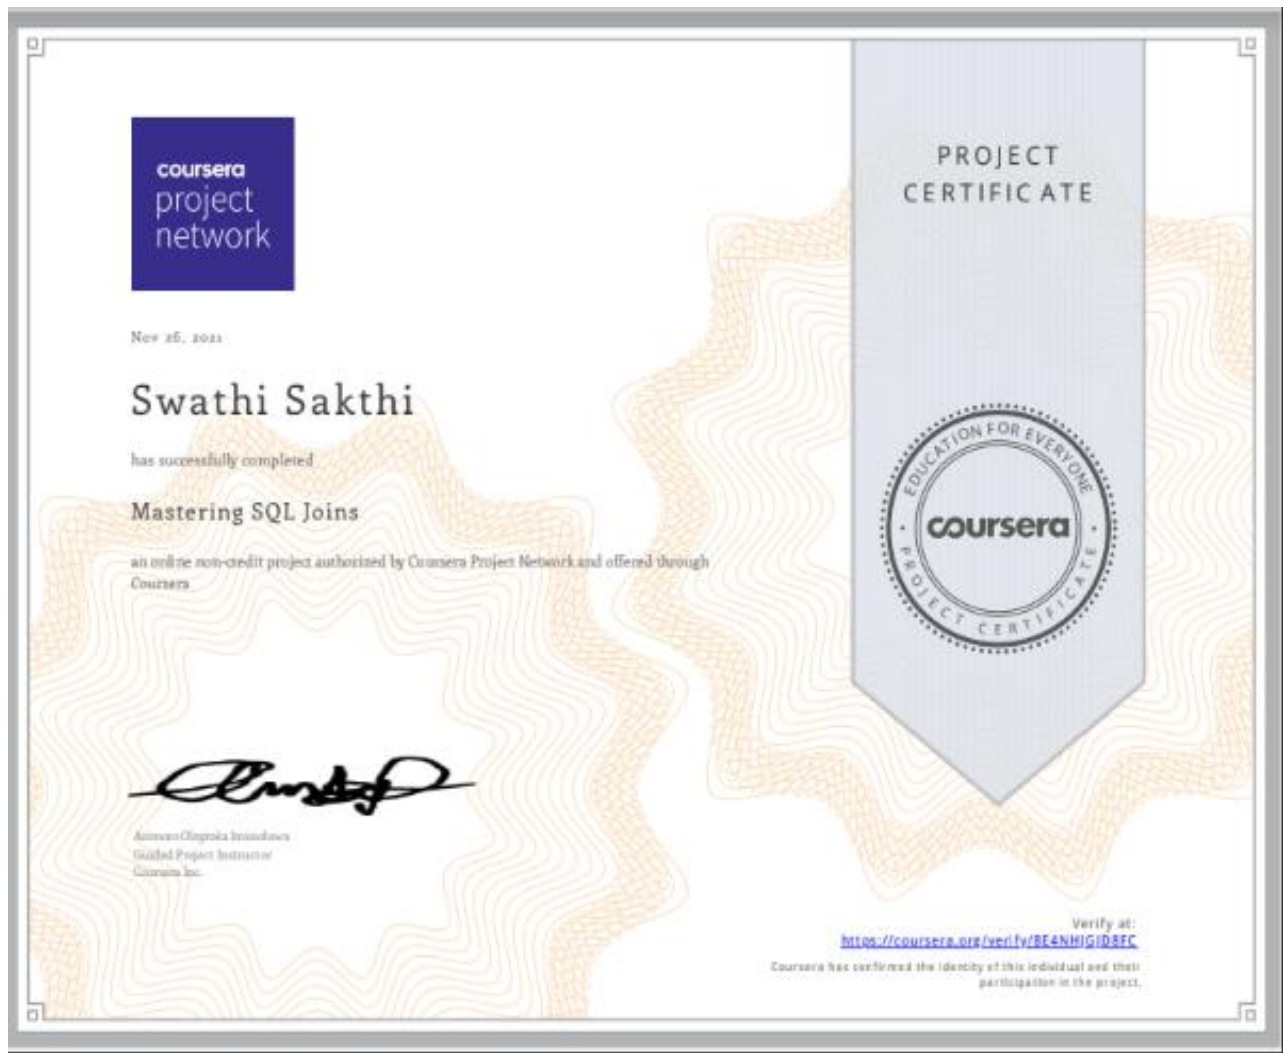 coursera
project
network
PROJECT
CERTIFICATE
Nov 26, 2021
Swathi Sakthi
has successfully completed
Mastering SQL Joins
an online non-credit project authorized by Coursera Project Network and offered through
Coursera
EDUCATION FOR EVERYONE
coursera
PROJECT CERTIFICATE
Guided Project Instructor
Coursera Inc.
Verify at:
https://coursera.org/verify/BE4NHJGJD8FC
Coursera has confirmed the identity of this individual and their
participation in the project.